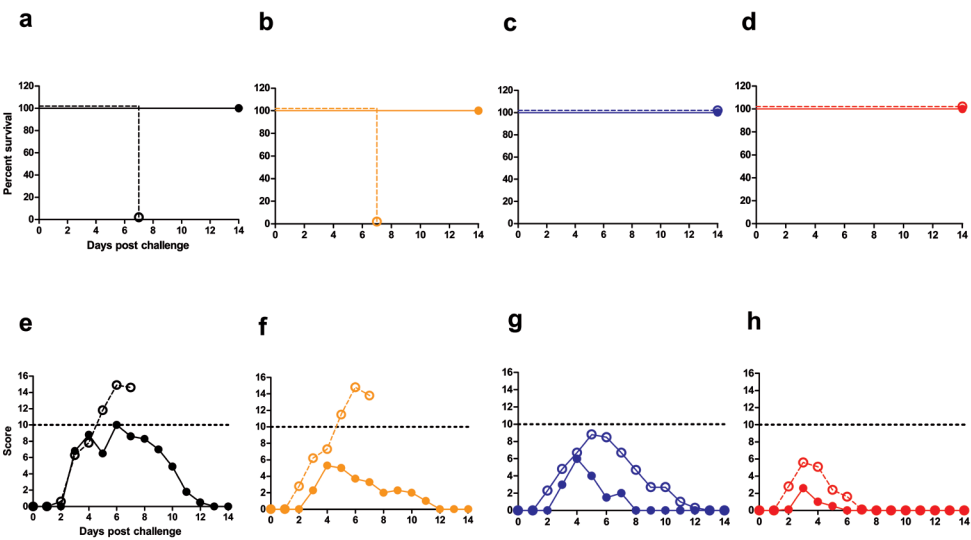 a b c d
120 120 120 120
100 100 100 100
80 80 80 80
60 60 60 60
40 40 40 40
20 20 20 20
0 0 0 0
Percent survival
0 2 4 6 8 10 12 14 0 2 4 6 8 10 12 14 0 2 4 6 8 10 12 14 0 2 4 6 8 10 12 14
Days post challenge
e f g h
16 16 16 16
14 14 14 14
12 12 12 12
10 10 10 10
8 8 8 8
6 6 6 6
4 4 4 4
2 2 2 2
0 0 0 0
Score
0 2 4 6 8 10 12 14 0 2 4 6 8 10 12 14 0 2 4 6 8 10 12 14 0 2 4 6 8 10 12 14
Days post challenge